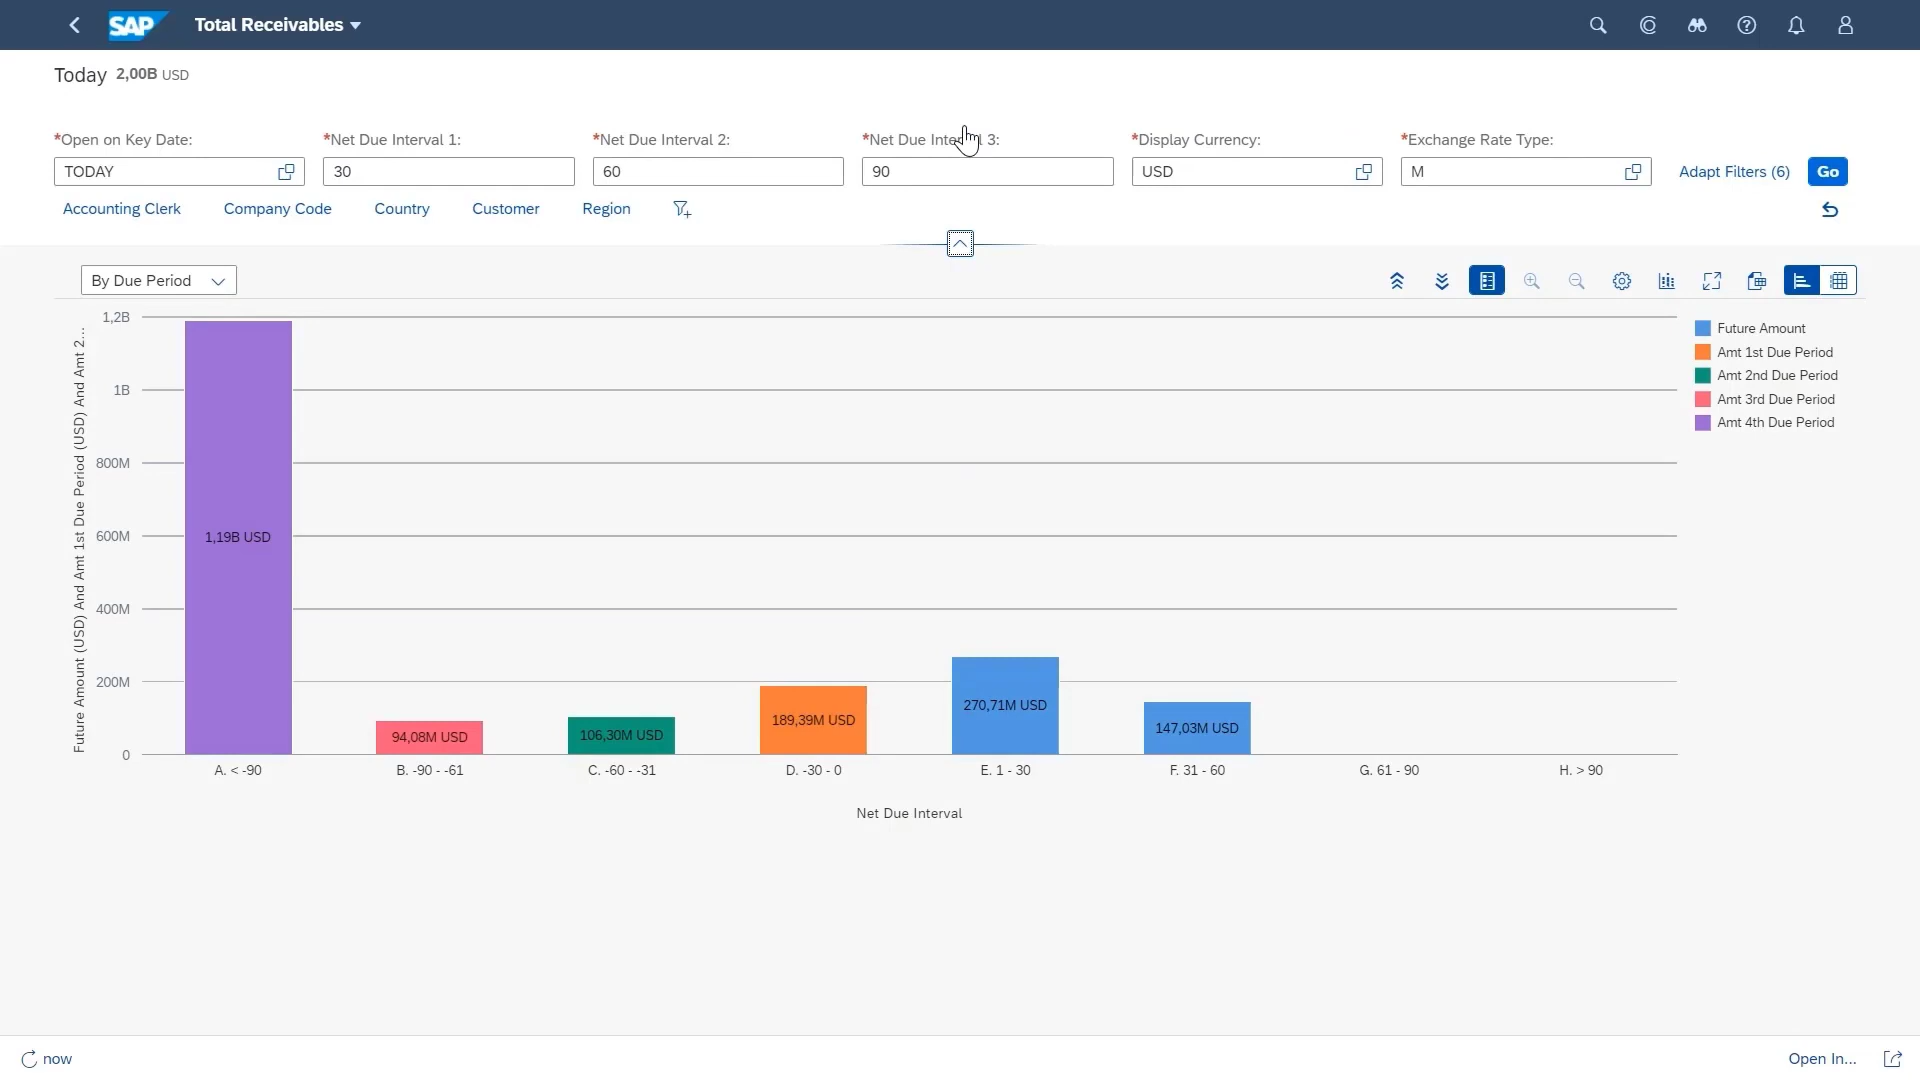 SAP Total Receivables
Today 2,00B USD
*Open on Key Date: *Net Due Interval 1: *Net Due Interval 2: *Net Due Inte l 3: *Display Currency: *Exchange Rate Type:
TODAY 30 60 90 USD M Adapt Filters (6) Go
Accounting Clerk Company Code Country Customer Region
By Due Period
Future Amount (USD) And Amt 1st Due Period (USD) And Amt 2...
1,2B
1B
800M
600M
400M
200M
0
1,19B USD
94,08M USD
106,30M USD
189,39M USD
270,71M USD
147,03M USD
A. < -90 B. -90 - -61 C. -60 - -31 D. -30 - 0 E. 1 - 30 F. 31 - 60 G. 61 - 90 H. > 90
Net Due Interval
Future Amount
Amt 1st Due Period
Amt 2nd Due Period
Amt 3rd Due Period
Amt 4th Due Period
now Open In...